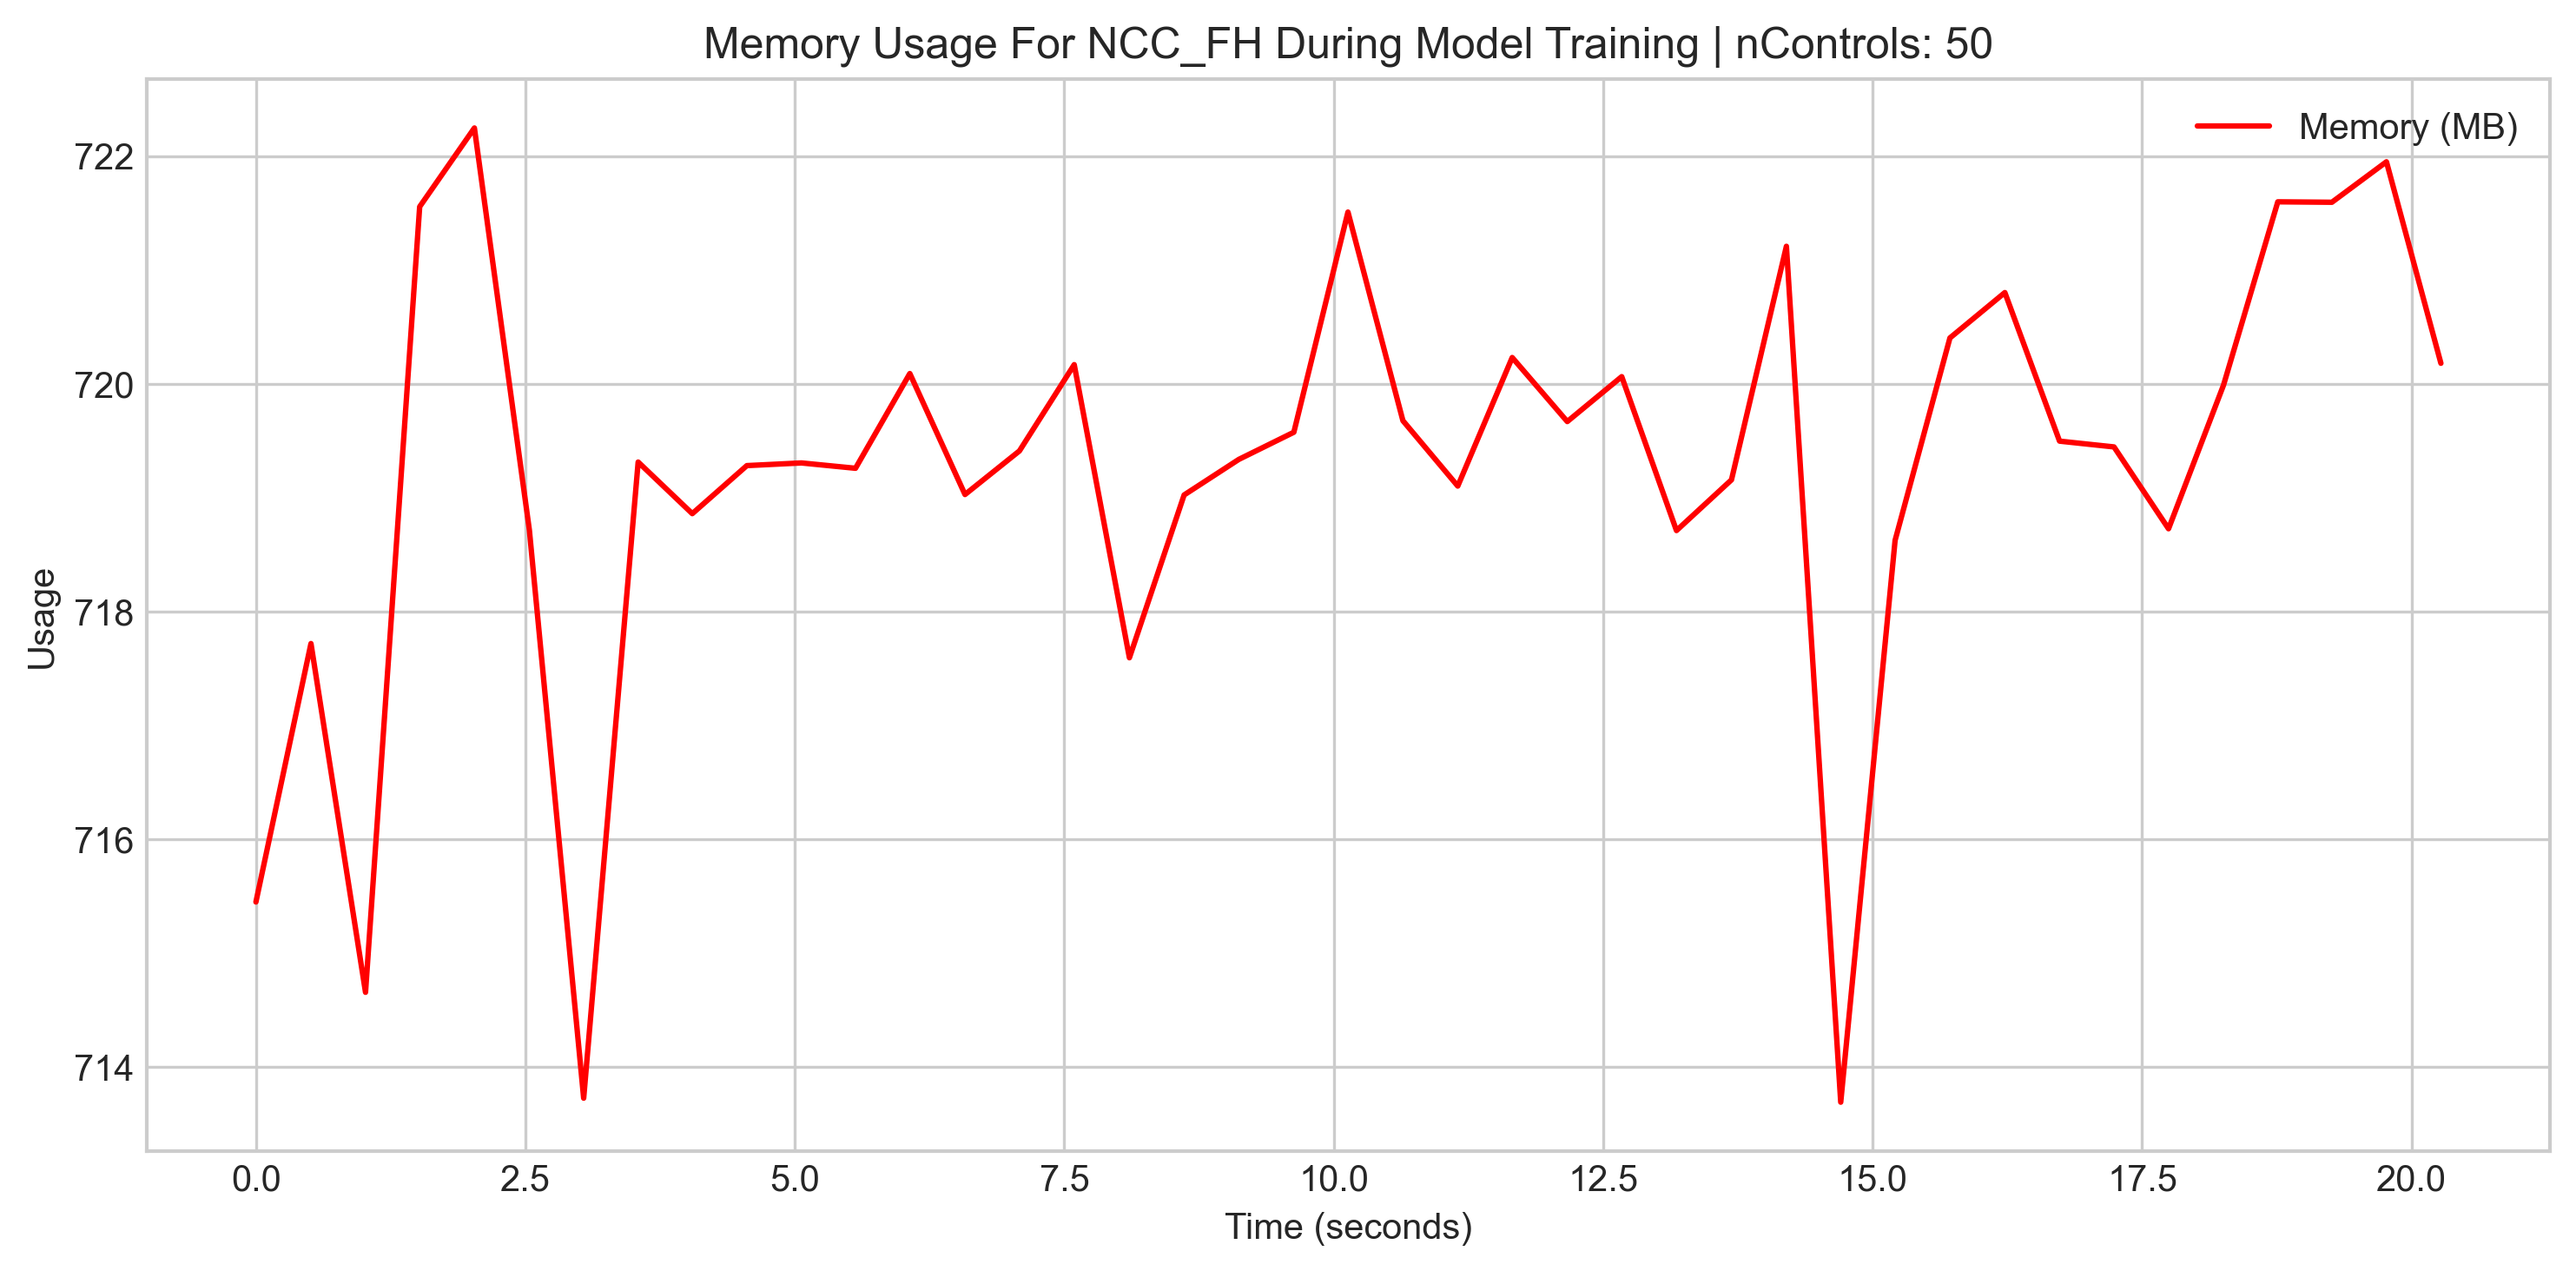 Memory Usage For NCC_FH During Model Training | nControls: 50
Memory (MB)
722
720
718
716
714
Usage
0.0 2.5 5.0 7.5 10.0 12.5 15.0 17.5 20.0
Time (seconds)